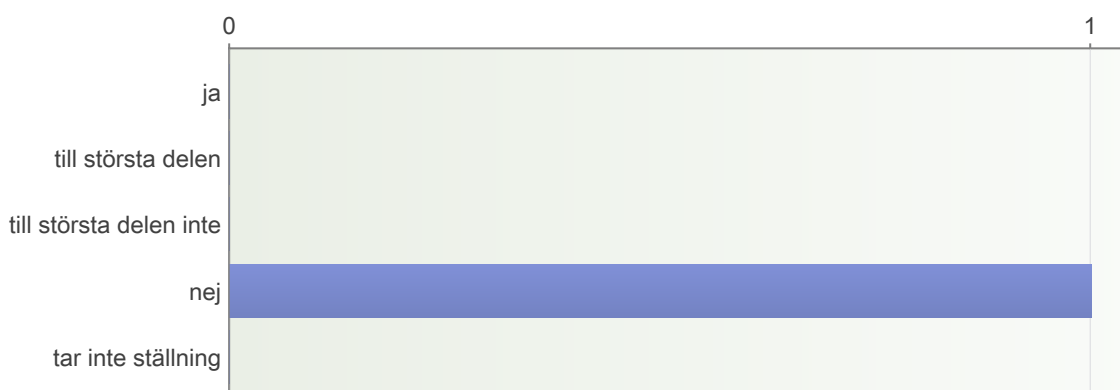 0 1
ja
till största delen
till största delen inte
nej
tar inte ställning